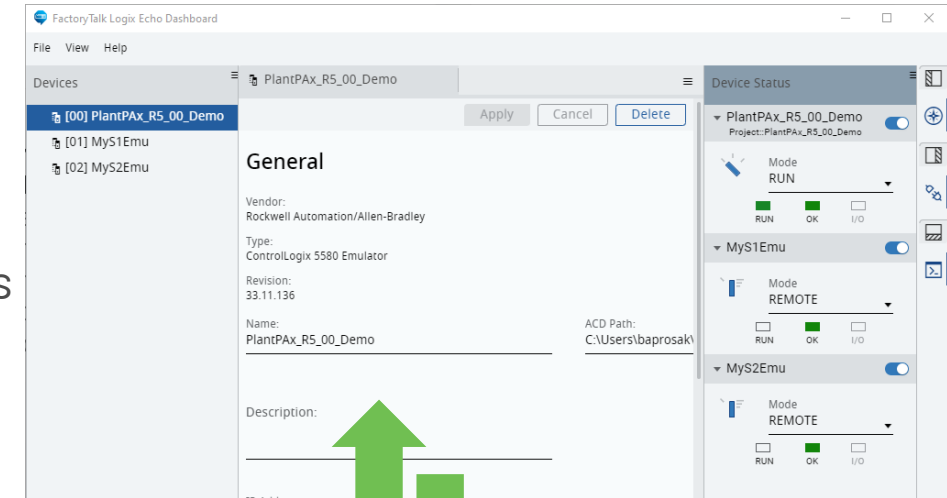 FactoryTalk Logix Echo Dashboard
File View Help
Devices
[00] PlantPAx_R5_00_Demo
[01] MyS1Emu
[02] MyS2Emu
s
PlantPAx_R5_00_Demo
Apply Cancel Delete
General
Vendor:
Rockwell Automation/Allen-Bradley
Type:
ControlLogix 5580 Emulator
Revision:
33.11.136
Name:
PlantPAx_R5_00_Demo
ACD Path:
C:\Users\baprosak\
Description:
Device Status
PlantPAx_R5_00_Demo
Project::PlantPAx_R5_00_Demo
Mode
RUN
RUN OK I/O
MyS1Emu
Mode
REMOTE
RUN OK I/O
MyS2Emu
Mode
REMOTE
RUN OK I/O